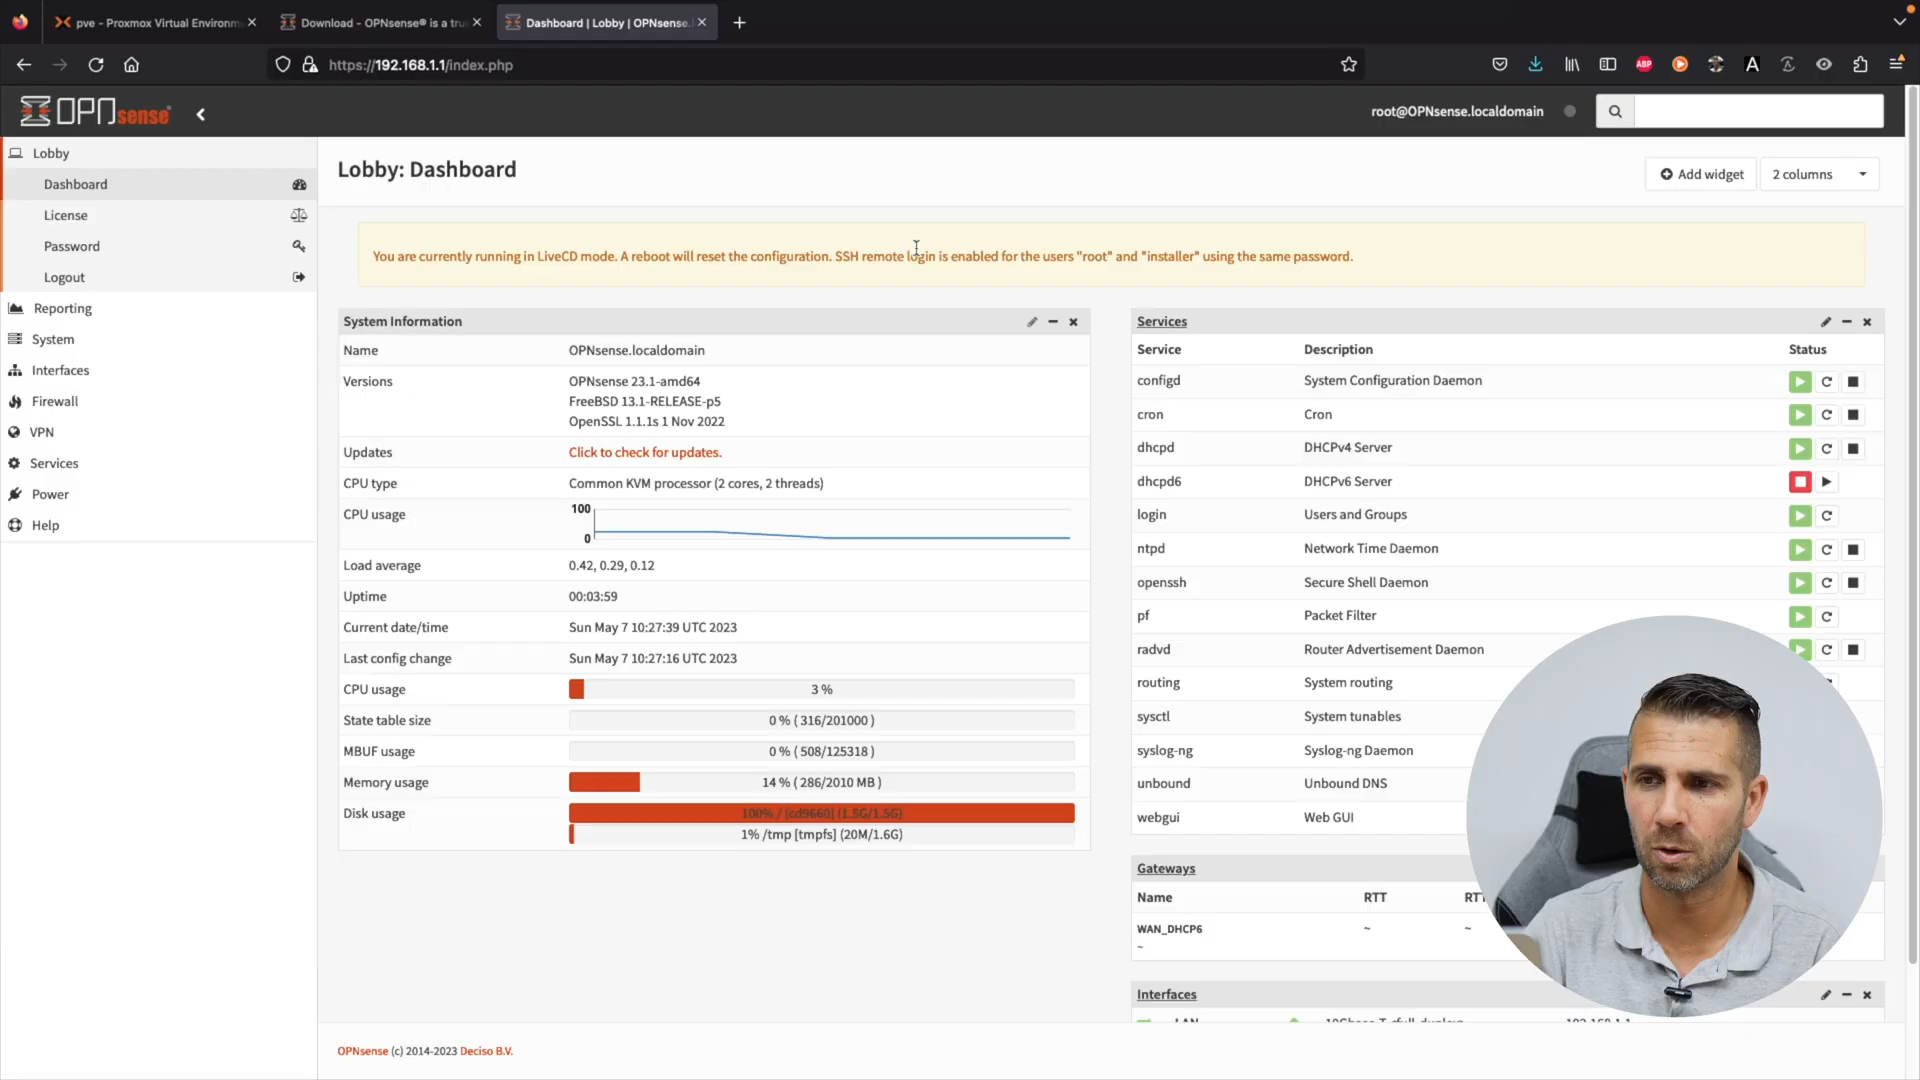 pve - Proxmox Virtual Environm
Download - OPNsense® is a tru
Dashboard | Lobby | OPNsense.
https://192.168.1.1/index.php
ABP
A
OPNsense
root@OPNsense.localdomain
Lobby
Dashboard
License
Password
Logout
Reporting
System
Interfaces
Firewall
VPN
Services
Power
Help
Lobby: Dashboard
Add widget
2 columns
You are currently running in LiveCD mode. A reboot will reset the configuration. SSH remote login is enabled for the users "root" and "installer" using the same password.
System Information
Name OPNsense.localdomain
Versions OPNsense 23.1-amd64
FreeBSD 13.1-RELEASE-p5
OpenSSL 1.1.1s 1 Nov 2022
Updates Click to check for updates.
CPU type Common KVM processor (2 cores, 2 threads)
CPU usage 100
0
Load average 0.42, 0.29, 0.12
Uptime 00:03:59
Current date/time Sun May 7 10:27:39 UTC 2023
Last config change Sun May 7 10:27:16 UTC 2023
CPU usage 3 %
State table size 0 % ( 316/201000 )
MBUF usage 0 % ( 508/125318 )
Memory usage 14 % ( 286/2010 MB )
Disk usage 100% / [cd9660] (1.5G/1.5G)
1% /tmp [tmpfs] (20M/1.6G)
Services
Service Description Status
configd System Configuration Daemon
cron Cron
dhcpd DHCPv4 Server
dhcpd6 DHCPv6 Server
login Users and Groups
ntpd Network Time Daemon
openssh Secure Shell Daemon
pf Packet Filter
radvd Router Advertisement Daemon
routing System routing
sysctl System tunables
syslog-ng Syslog-ng Daemon
unbound Unbound DNS
webgui Web GUI
Gateways
Name RTT
WAN_DHCP6 ~ ~
~
Interfaces
LAN
OPNsense (c) 2014-2023 Deciso B.V.